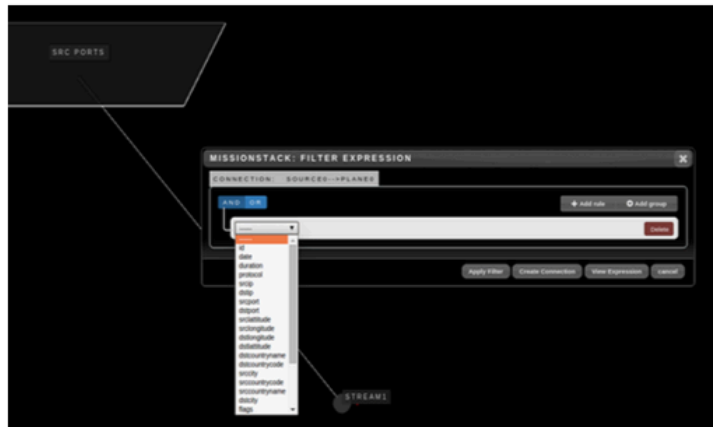 SRC PORTS
MISSIONSTACK: FILTER EXPRESSION
CONNECTION: SOURCE0-->PLANE0
AND OR
+ Add rule
Add group
------
Delete
------
id
date
duration
protocol
srcip
dstip
srcport
dstport
srclatitude
srclongitude
dstlongitude
dstlatitude
dstcountryname
dstcountrycode
srccity
srccountrycode
srccountryname
dstcity
flags
Apply Filter
Create Connection
View Expression
cancel
STREAM1